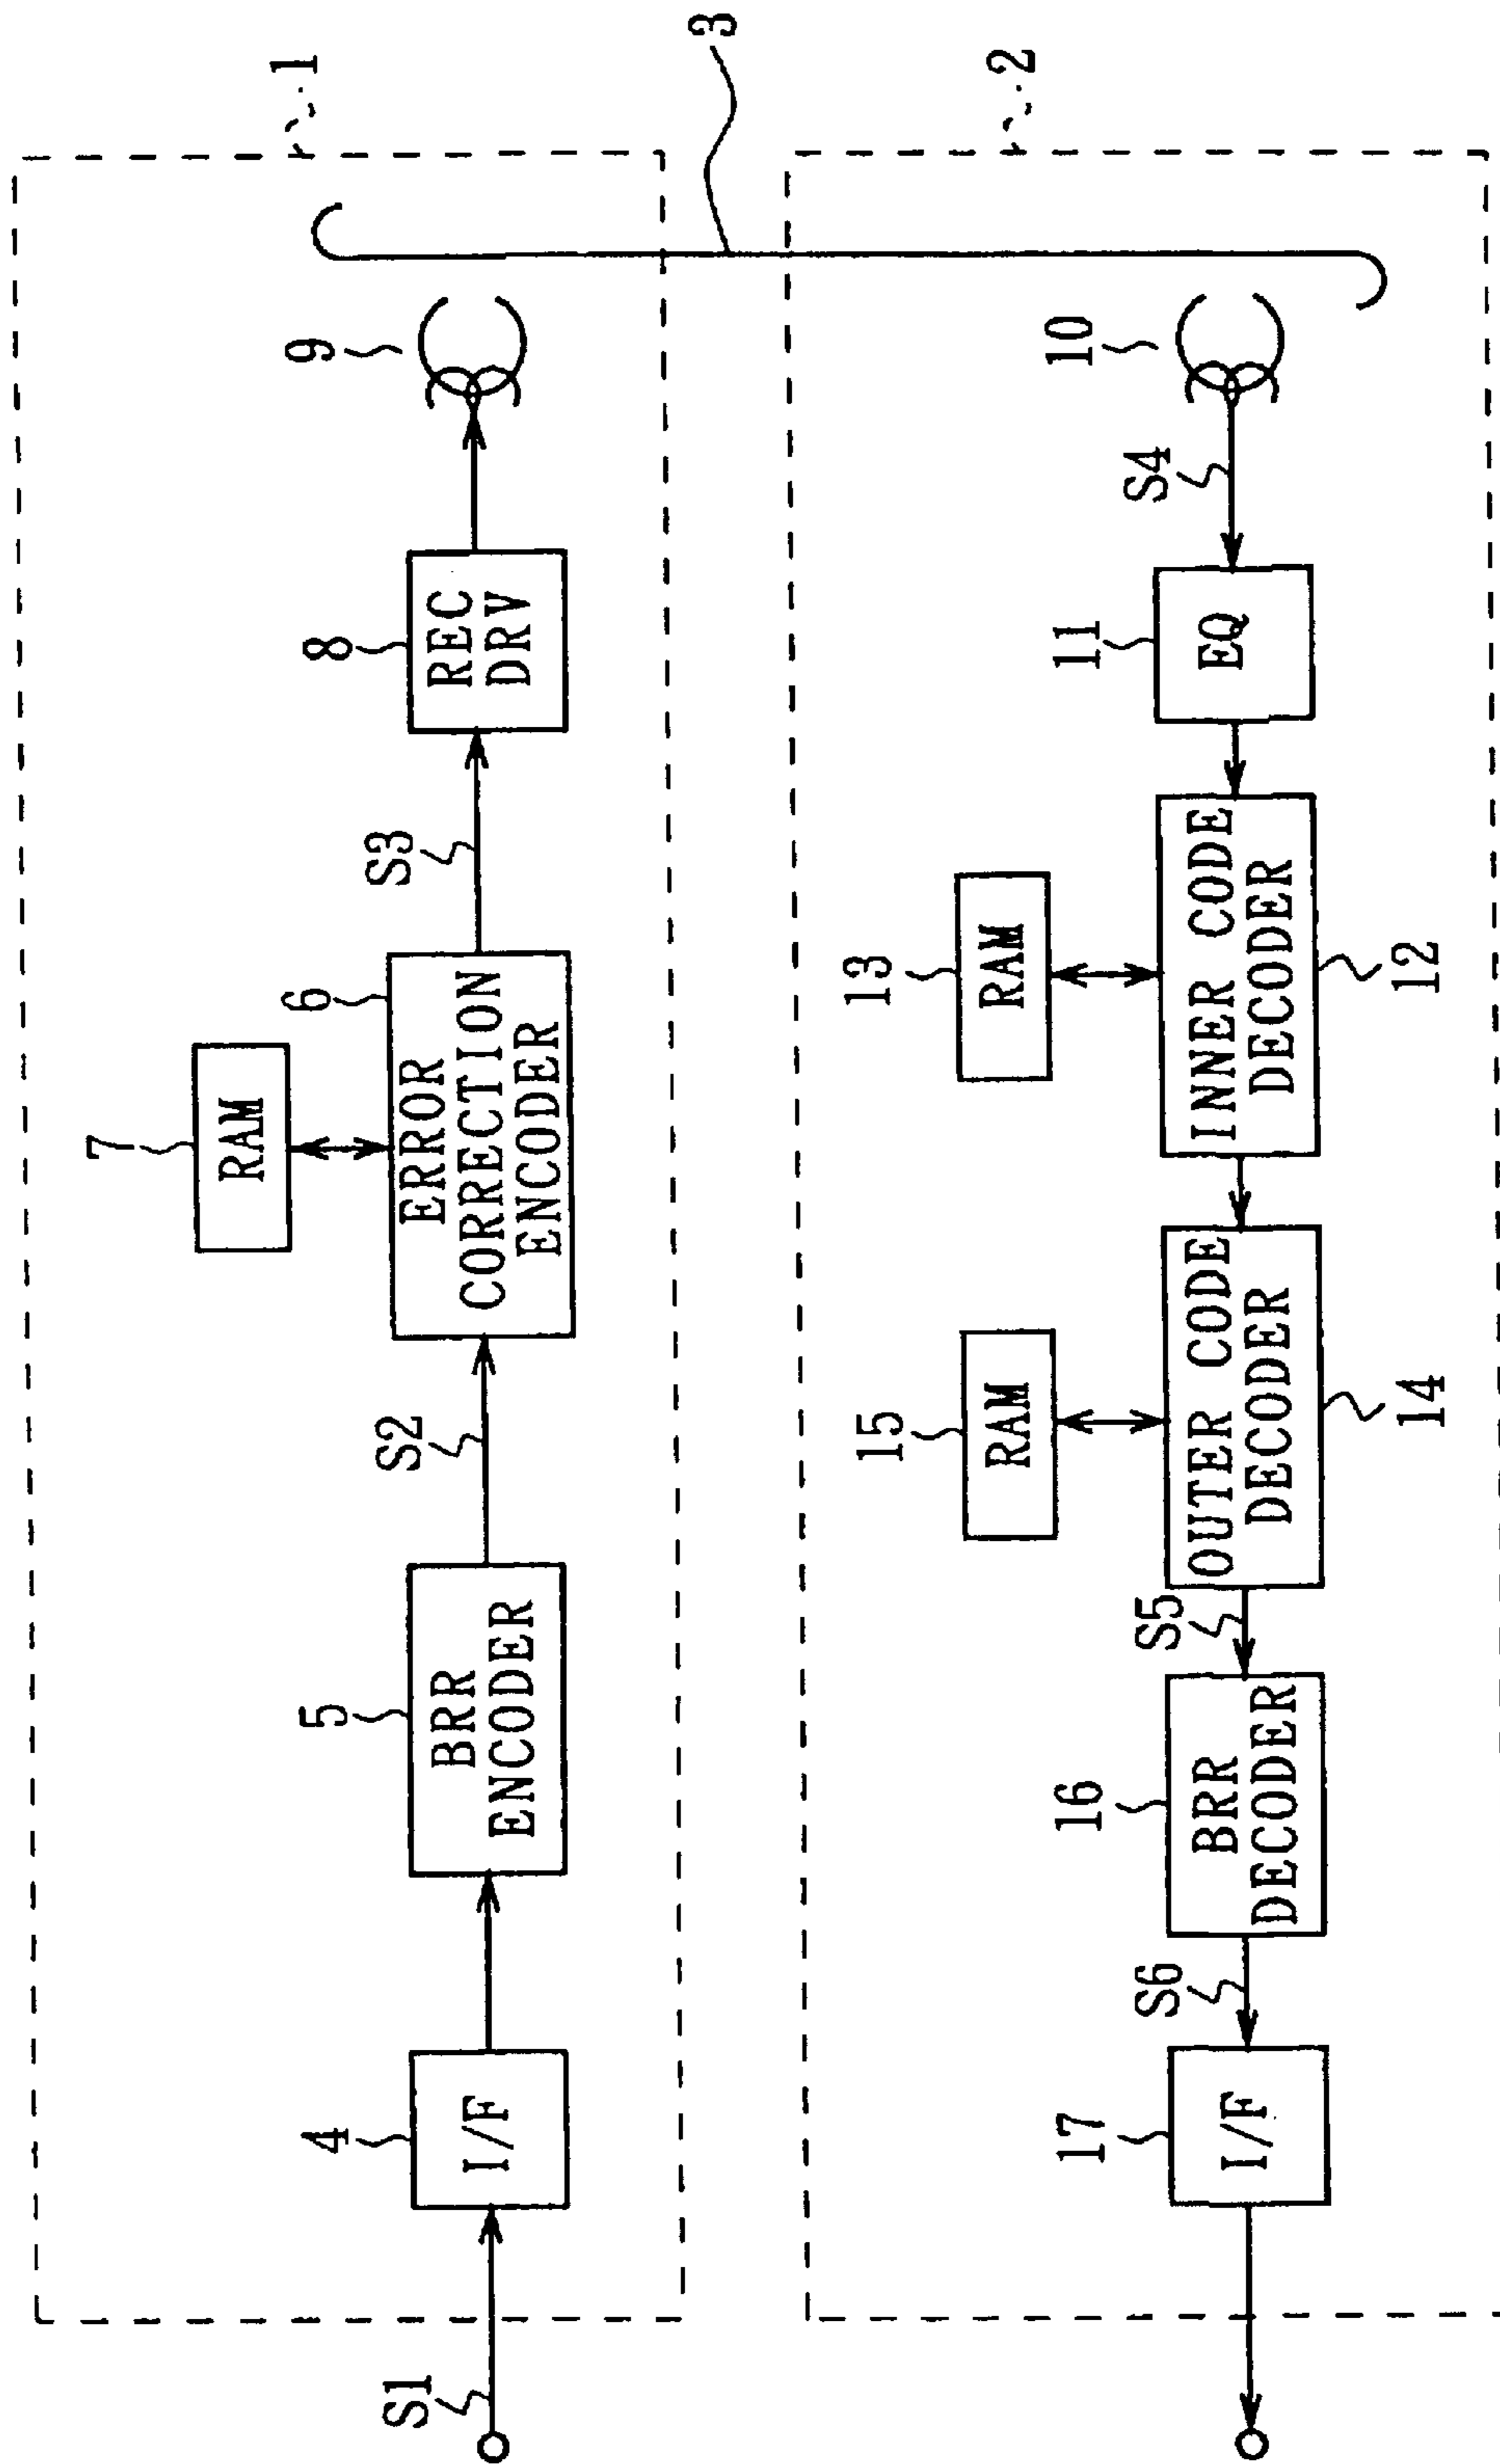 1
7
RAM
S1
4
I/F
5
BRR
ENCODER
S2
6
ERROR
CORRECTION
ENCODER
S3
8
REC
DRV
9
3
2
15
RAM
13
RAM
17
I/F
S6
16
BRR
DECODER
S5
OUTER CODE
DECODER
14
INNER CODE
DECODER
12
11
EQ
S4
10